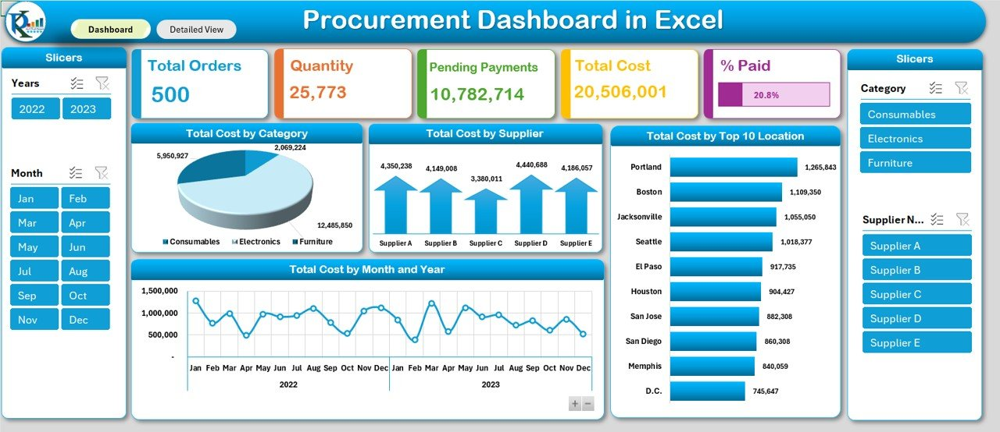 Procurement Dashboard in Excel
Dashboard
Detailed View
Slicers
Years
2022
2023
Month
Jan
Feb
Mar
Apr
May
Jun
Jul
Aug
Sep
Oct
Nov
Dec
Total Orders
500
Quantity
25,773
Pending Payments
10,782,714
Total Cost
20,506,001
% Paid
20.8%
Total Cost by Category
2,069,224
5,950,927
12,485,850
Consumables Electronics Furniture
Total Cost by Supplier
4,350,238
4,149,008
3,380,011
4,440,688
4,186,057
Supplier A Supplier B Supplier C Supplier D Supplier E
Total Cost by Month and Year
1,500,000
1,000,000
500,000
-
Jan Feb Mar Apr May Jun Jul Aug Sep Oct Nov Dec Jan Feb Mar Apr May Jun Jul Aug Sep Oct Nov Dec
2022 2023
+ -
Total Cost by Top 10 Location
Portland 1,265,843
Boston 1,109,350
Jacksonville 1,055,050
Seattle 1,018,377
El Paso 917,735
Houston 904,427
San Jose 882,308
San Diego 860,308
Memphis 840,059
D.C. 745,647
Slicers
Category
Consumables
Electronics
Furniture
Supplier N...
Supplier A
Supplier B
Supplier C
Supplier D
Supplier E